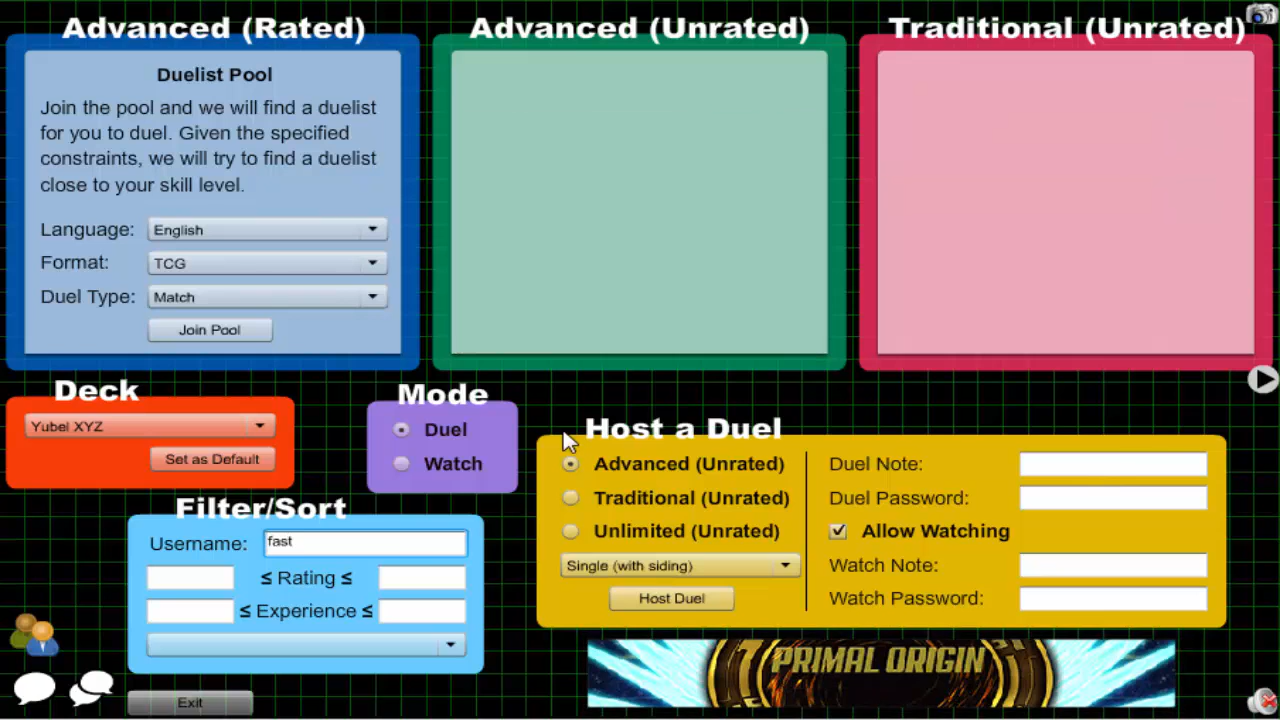 Advanced (Rated)
Duelist Pool
Join the pool and we will find a duelist
for you to duel. Given the specified
constraints, we will try to find a duelist
close to your skill level.
Language: English
Format: TCG
Duel Type: Match
Join Pool
Advanced (Unrated)
Traditional (Unrated)
Deck
Yubel XYZ
Set as Default
Mode
Duel
Watch
Filter/Sort
Username: fast
≤ Rating ≤
≤ Experience ≤
Exit
Host a Duel
Advanced (Unrated)
Traditional (Unrated)
Unlimited (Unrated)
Single (with siding)
Host Duel
Duel Note:
Duel Password:
Allow Watching
Watch Note:
Watch Password:
PRIMAL ORIGIN